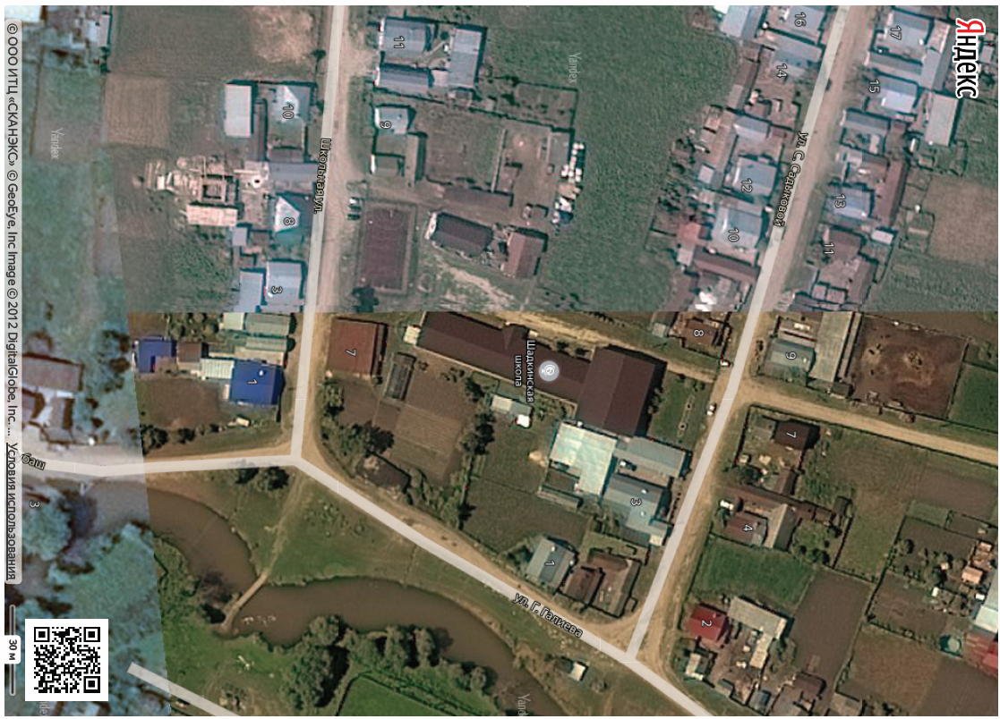 Яндекс
17
15
13
11
16
14
12
10
ул. С. Садыковой
9
8
7
4
3
2
1
Yandex
11
9
Шадкинская
школа
7
Школьная ул.
10
8
3
1
ул. Г. Галиева
Yandex
3
30 м
© ООО ИТЦ «СКАНЭКС» © GeoEye, Inc Image © 2012 DigitalGlobe, Inc.... Условия использования